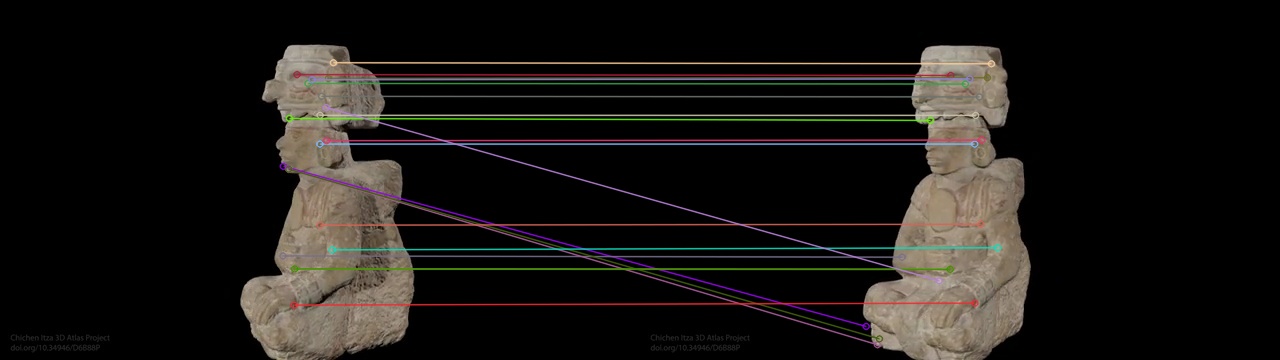 Chichen Itza 3D Atlas Project
doi.org/10.34946/D6B88P
Chichen Itza 3D Atlas Project
doi.org/10.34946/D6B88P